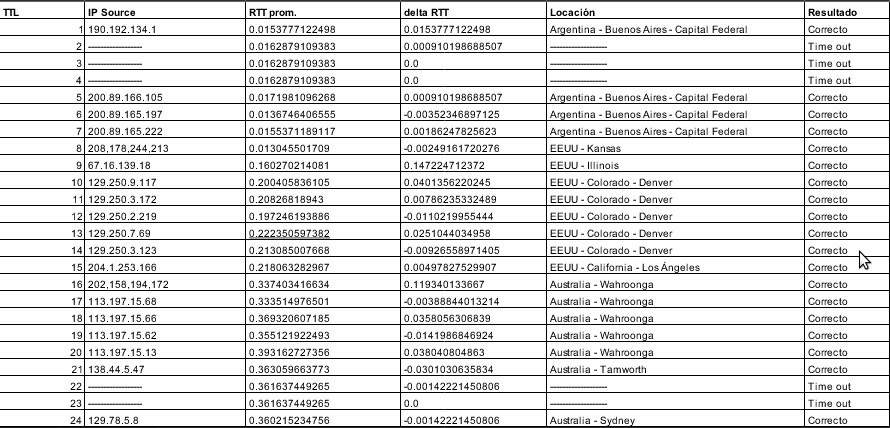 TTL IP Source RTT prom. delta RTT Locación Resultado
1 190.192.134.1 0.0153777122498 0.0153777122498 Argentina - Buenos Aires - Capital Federal Correcto
2 ------------------ 0.0162879109383 0.000910198688507 ------------------ Time out
3 ------------------ 0.0162879109383 0.0 ------------------ Time out
4 ------------------ 0.0162879109383 0.0 ------------------ Time out
5 200.89.166.105 0.0171981096268 0.000910198688507 Argentina - Buenos Aires - Capital Federal Correcto
6 200.89.165.197 0.0136746406555 -0.00352346897125 Argentina - Buenos Aires - Capital Federal Correcto
7 200.89.165.222 0.0155371189117 0.00186247825623 Argentina - Buenos Aires - Capital Federal Correcto
8 208,178,244,213 0.013045501709 -0.00249161720276 EEUU - Kansas Correcto
9 67.16.139.18 0.160270214081 0.147224712372 EEUU - Illinois Correcto
10 129.250.9.117 0.200405836105 0.0401356220245 EEUU - Colorado - Denver Correcto
11 129.250.3.172 0.20826818943 0.00786235332489 EEUU - Colorado - Denver Correcto
12 129.250.2.219 0.197246193886 -0.0110219955444 EEUU - Colorado - Denver Correcto
13 129.250.7.69 0.222350597382 0.0251044034958 EEUU - Colorado - Denver Correcto
14 129.250.3.123 0.213085007668 -0.00926558971405 EEUU - Colorado - Denver Correcto
15 204.1.253.166 0.218063282967 0.00497827529907 EEUU - California - Los Ángeles Correcto
16 202,158,194,172 0.337403416634 0.119340133667 Australia - Wahroonga Correcto
17 113.197.15.68 0.333514976501 -0.00388844013214 Australia - Wahroonga Correcto
18 113.197.15.66 0.369320607185 0.0358056306839 Australia - Wahroonga Correcto
19 113.197.15.62 0.355121922493 -0.0141986846924 Australia - Wahroonga Correcto
20 113.197.15.13 0.393162727356 0.038040804863 Australia - Wahroonga Correcto
21 138.44.5.47 0.363059663773 -0.0301030635834 Australia - Tamworth Correcto
22 ------------------ 0.361637449265 -0.00142221450806 ------------------ Time out
23 ------------------ 0.361637449265 0.0 ------------------ Time out
24 129.78.5.8 0.360215234756 -0.00142221450806 Australia - Sydney Correcto